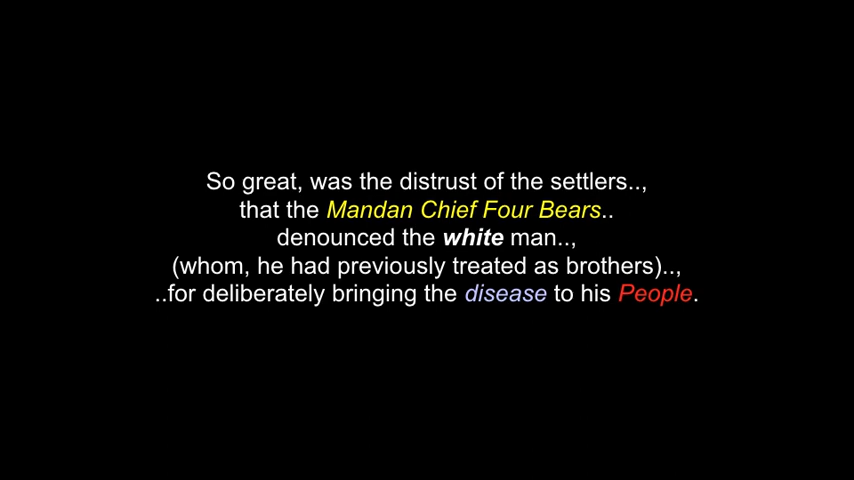 So great, was the distrust of the settlers..,
that the Mandan Chief Four Bears..
denounced the white man..,
(whom, he had previously treated as brothers)..,
..for deliberately bringing the disease to his People.